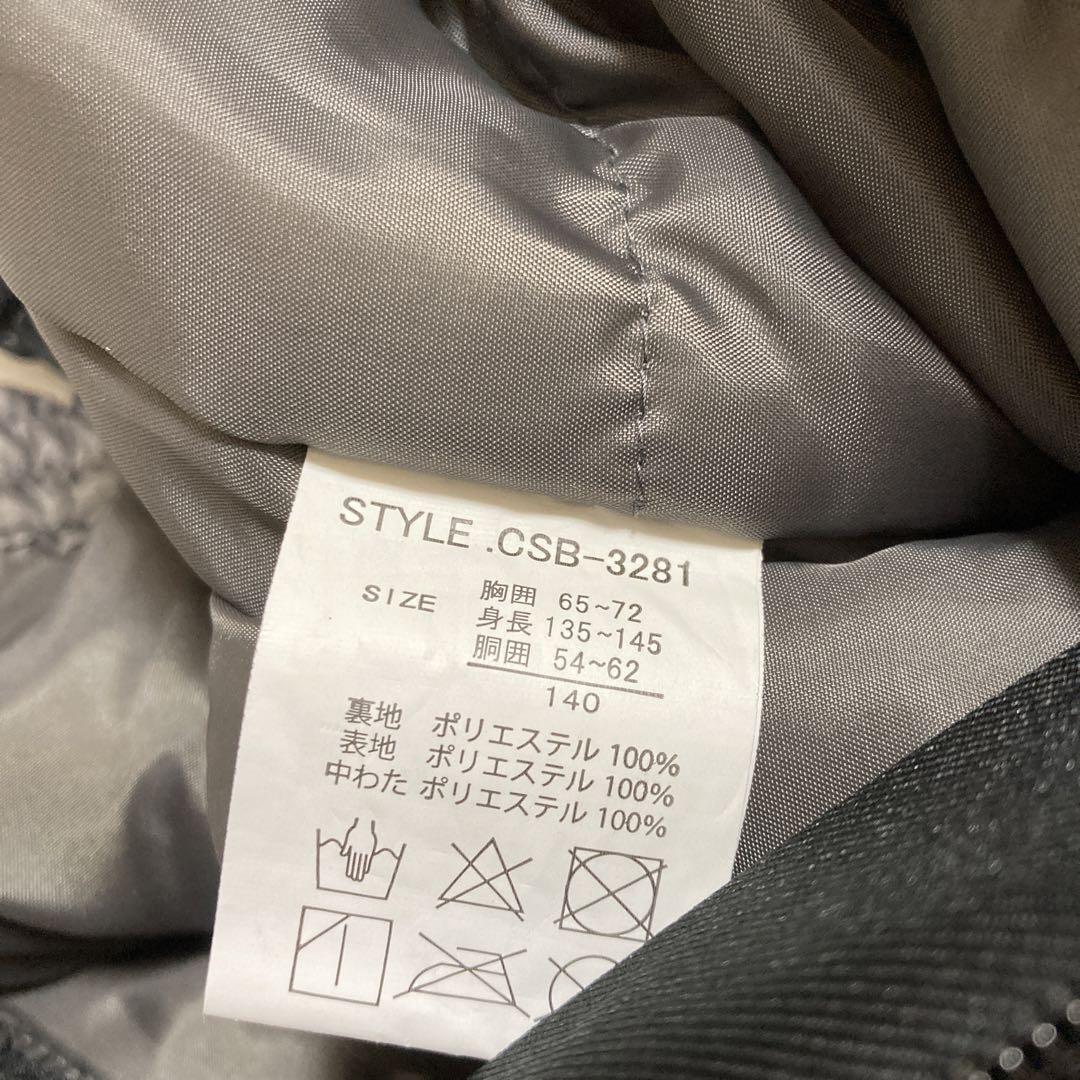 STYLE .CSB-3281
SIZE 胸囲 65~72
身長 135~145
胴囲 54~62
140
裏地 ポリエステル 100%
表地 ポリエステル 100%
中わた ポリエステル 100%